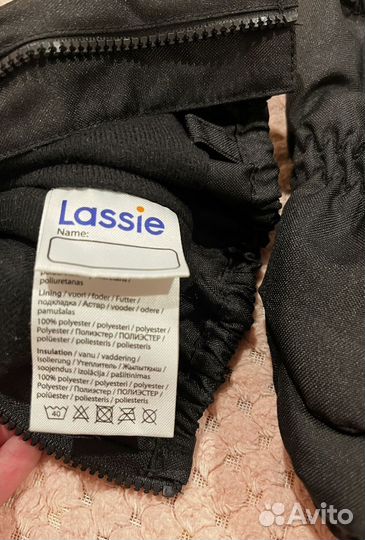 Lassie
Name:
poliuretanas
Lining / vuori / foder / Futter /
подкладка / Астар / vooder / odere /
pamušalas
100% polyester / polyesteri / polyester /
Polyester / Полиэстер / ПОЛИЭСТЕР /
polüester / poliesters / poliesteris
Insulation / vanu / vaddering /
isolierung / Утеплитель / Жылытқыш /
soojendus / izolācija / pašiltinimas
100% polyester / polyesteri / polyester /
Polyester / Полиэстер / ПОЛИЭСТЕР /
polüester / poliesters / poliesteris
40
Avito